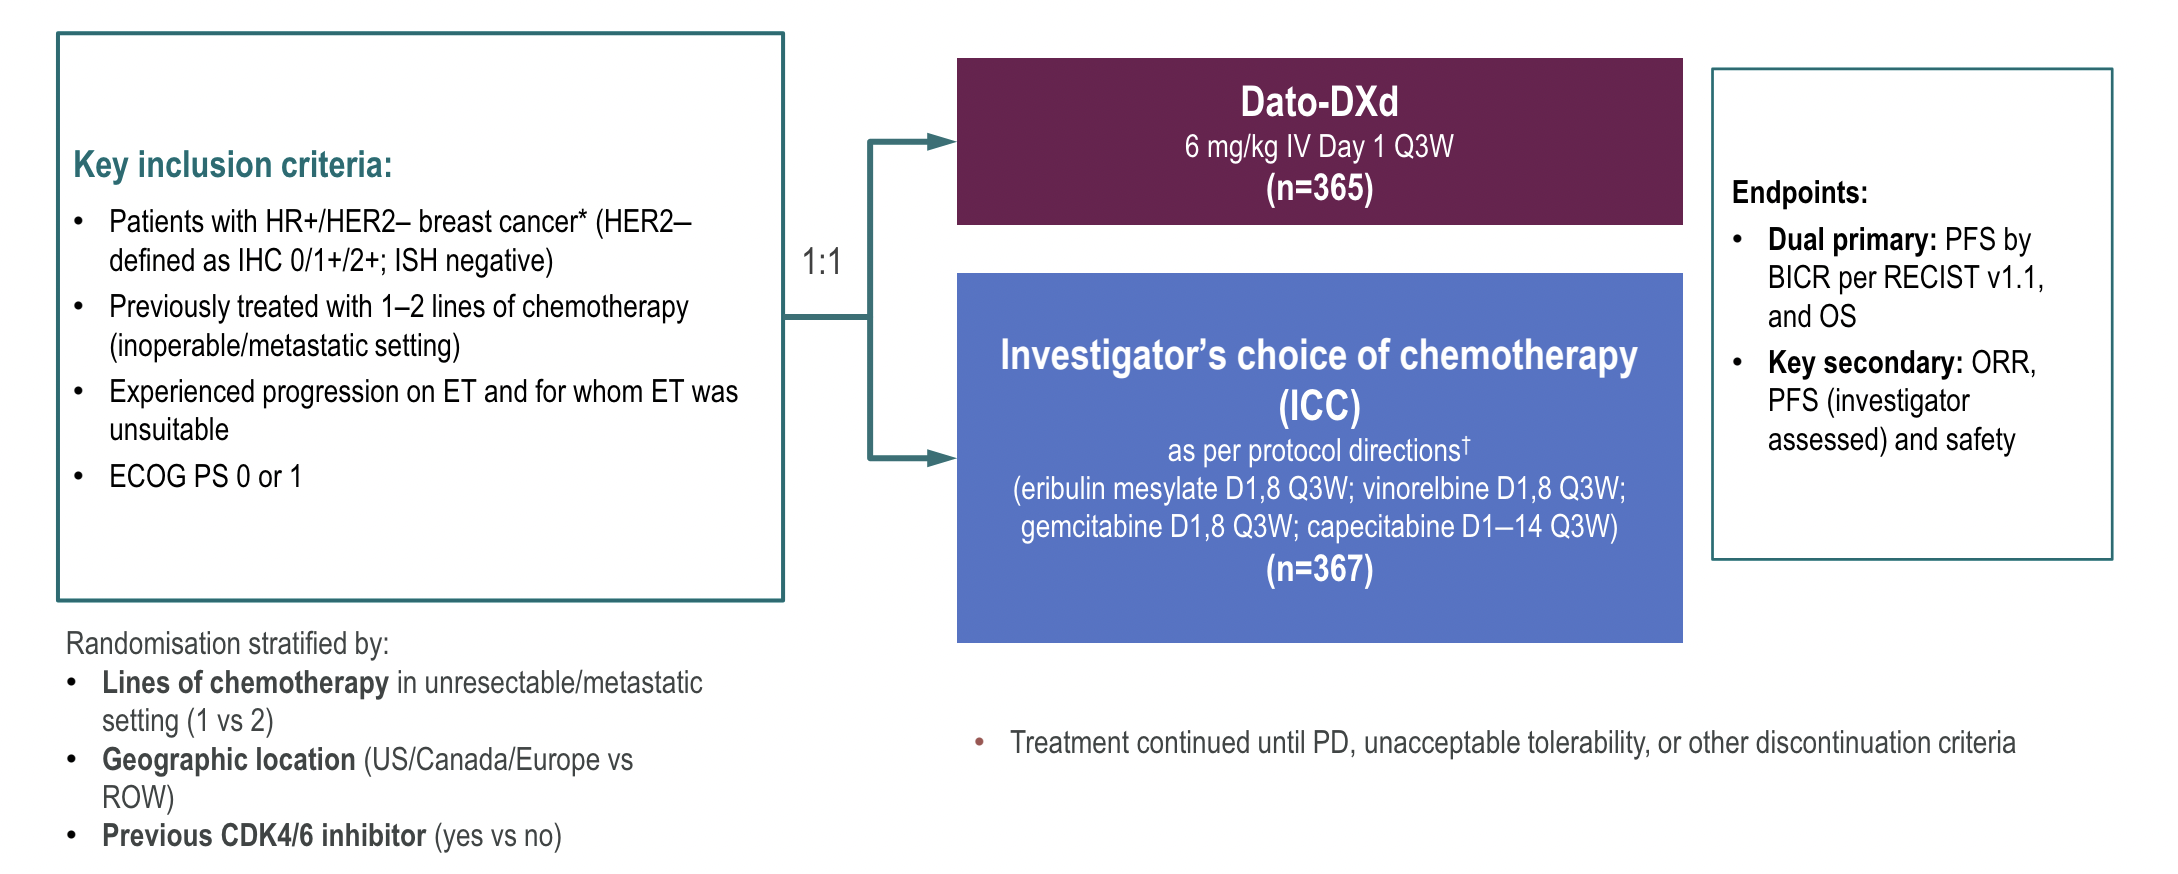 Key inclusion criteria:
• Patients with HR+/HER2– breast cancer* (HER2–
defined as IHC 0/1+/2+; ISH negative)
• Previously treated with 1–2 lines of chemotherapy
(inoperable/metastatic setting)
• Experienced progression on ET and for whom ET was
unsuitable
• ECOG PS 0 or 1
Randomisation stratified by:
• Lines of chemotherapy in unresectable/metastatic
setting (1 vs 2)
• Geographic location (US/Canada/Europe vs
ROW)
• Previous CDK4/6 inhibitor (yes vs no)
1:1
Dato-DXd
6 mg/kg IV Day 1 Q3W
(n=365)
Investigator’s choice of chemotherapy
(ICC)
as per protocol directions†
(eribulin mesylate D1,8 Q3W; vinorelbine D1,8 Q3W;
gemcitabine D1,8 Q3W; capecitabine D1–14 Q3W)
(n=367)
• Treatment continued until PD, unacceptable tolerability, or other discontinuation criteria
Endpoints:
• Dual primary: PFS by
BICR per RECIST v1.1,
and OS
• Key secondary: ORR,
PFS (investigator
assessed) and safety